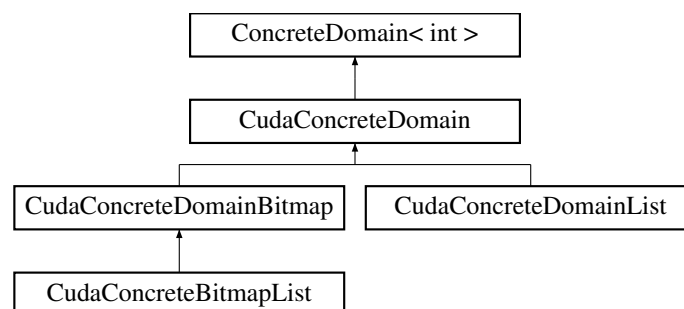 ConcreteDomain< int >
CudaConcreteDomain
CudaConcreteDomainBitmap
CudaConcreteDomainList
CudaConcreteBitmapList